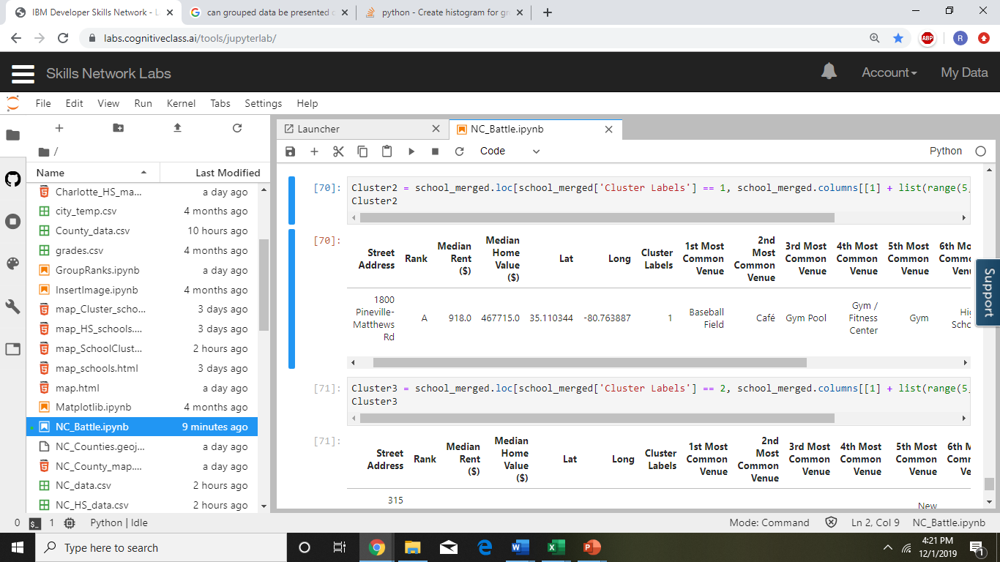 IBM Developer Skills Network - L
can grouped data be presented
python - Create histogram for gr
labs.cognitiveclass.ai/tools/jupyterlab/
ABP
R
Skills Network Labs
Account
My Data
File Edit View Run Kernel Tabs Settings Help
Launcher
NC_Battle.ipynb
/
Code
Python
Name Last Modified
Charlotte_HS_ma... a day ago
city_temp.csv 4 months ago
County_data.csv 10 hours ago
grades.csv 4 months ago
GroupRanks.ipynb a day ago
InsertImage.ipynb 4 months ago
map_Cluster_scho... 3 days ago
map_HS_schools.... 3 days ago
map_SchoolClust... 2 hours ago
map_schools.html 3 days ago
map.html a day ago
Matplotlib.ipynb 4 months ago
NC_Battle.ipynb 9 minutes ago
NC_Counties.geoj... a day ago
NC_County_map.... a day ago
NC_data.csv 2 hours ago
NC_HS_data.csv 2 hours ago
[70]: Cluster2 = school_merged.loc[school_merged['Cluster Labels'] == 1, school_merged.columns[[1] + list(range(5,
Cluster2
[70]:
Street Address Rank Median Rent ($) Median Home Value ($) Lat Long Cluster Labels 1st Most Common Venue 2nd Most Common Venue 3rd Most Common Venue 4th Most Common Venue 5th Most Common Venue 6th Mo Commo Ven
1800 Pineville-Matthews Rd A 918.0 467715.0 35.110344 -80.763887 1 Baseball Field Café Gym Pool Gym / Fitness Center Gym Hig Scho
[71]: Cluster3 = school_merged.loc[school_merged['Cluster Labels'] == 2, school_merged.columns[[1] + list(range(5,
Cluster3
[71]:
Street Address Rank Median Rent ($) Median Home Value ($) Lat Long Cluster Labels 1st Most Common Venue 2nd Most Common Venue 3rd Most Common Venue 4th Most Common Venue 5th Most Common Venue 6th M Comr Ve
315
New
Support
0 $_ 1 Python | Idle Mode: Command Ln 2, Col 9 NC_Battle.ipynb
Type here to search
4:21 PM
12/1/2019
1